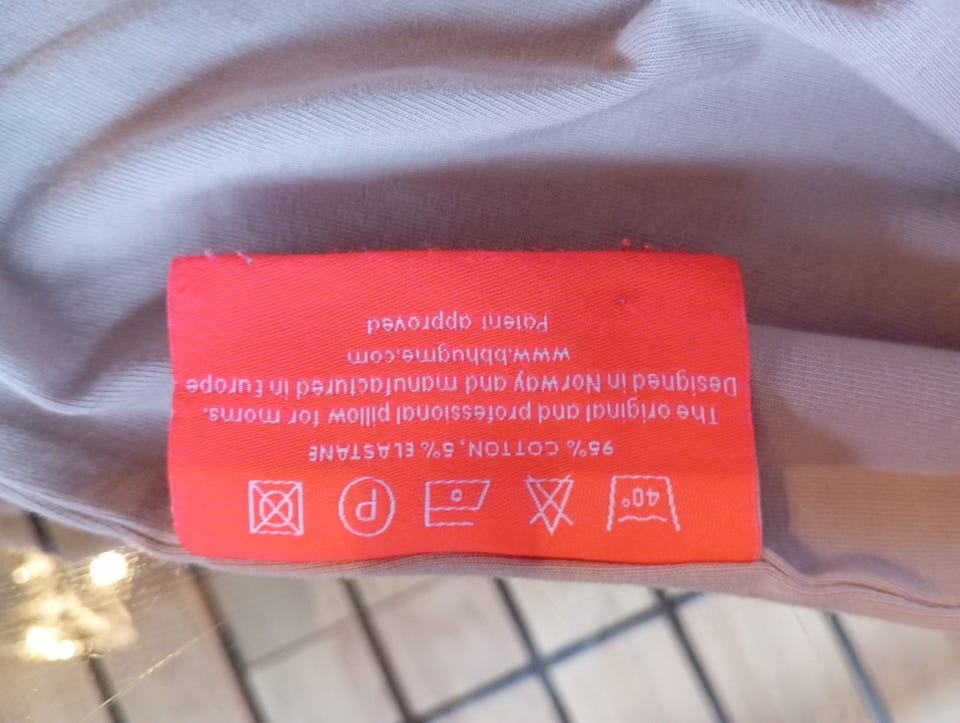 40°
P
95% COTTON, 5% ELASTANE
The original and professional pillow for moms.
Designed in Norway and manufactured in Europe
www.bbhugme.com
Patent approved